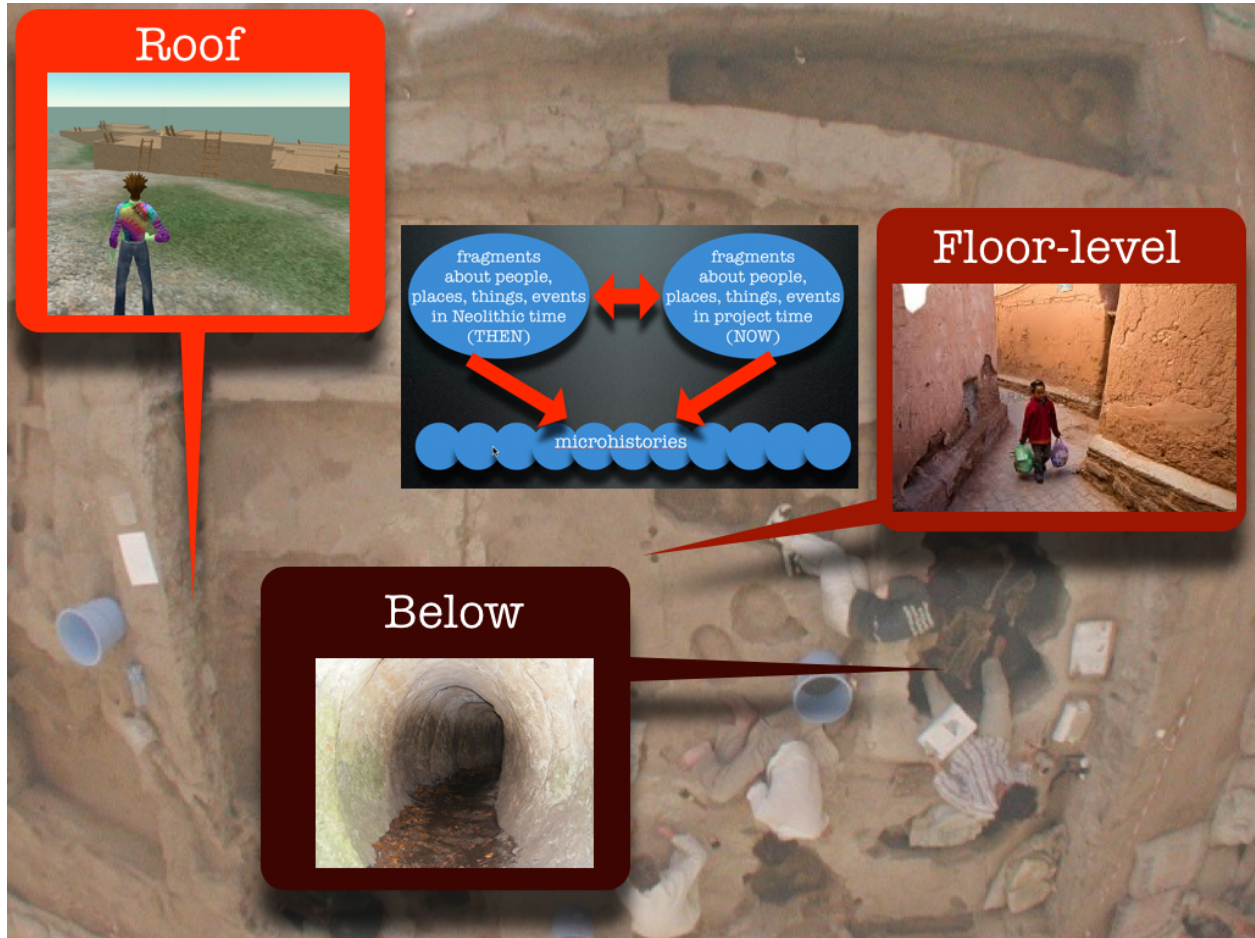 Roof
fragments
about people,
places, things, events
in Neolithic time
(THEN)
fragments
about people,
places, things, events
in project time
(NOW)
microhistories
Floor-level
Below